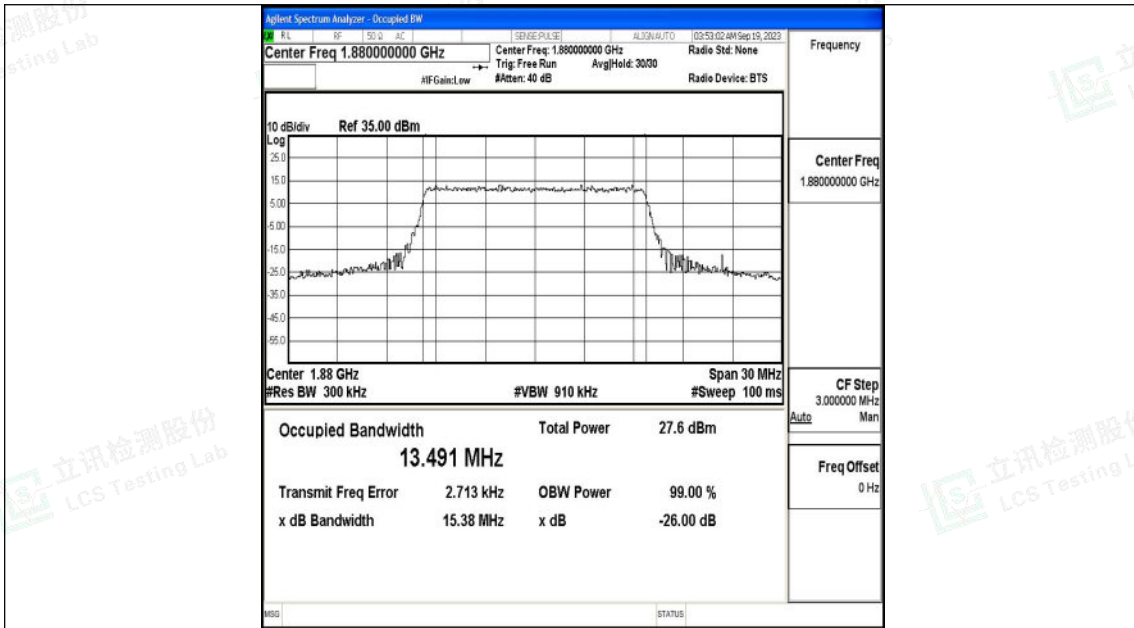 Agilent Spectrum Analyzer - Occupied BW
RL RF 50 Ω AC SENSE:PULSE ALIGNAUTO 03:53:02 AM Sep 19, 2023
Center Freq 1.880000000 GHz
Center Freq: 1.880000000 GHz
Radio Std: None
Trig: Free Run Avg|Hold: 30/30
#IFGain:Low
#Atten: 40 dB
Radio Device: BTS
10 dB/div Ref 35.00 dBm
Log
25.0
15.0
5.00
-5.00
-15.0
-25.0
-35.0
-45.0
-55.0
Center 1.88 GHz Span 30 MHz
#Res BW 300 kHz #VBW 910 kHz #Sweep 100 ms
Occupied Bandwidth Total Power 27.6 dBm
13.491 MHz
Transmit Freq Error 2.713 kHz OBW Power 99.00 %
x dB Bandwidth 15.38 MHz x dB -26.00 dB
MSG STATUS
Frequency
Center Freq
1.880000000 GHz
CF Step
3.000000 MHz
Auto Man
Freq Offset
0 Hz
立讯检测股份
LCS Testing Lab
立讯检测股份
LCS Testing L
测股份
sting Lab
立